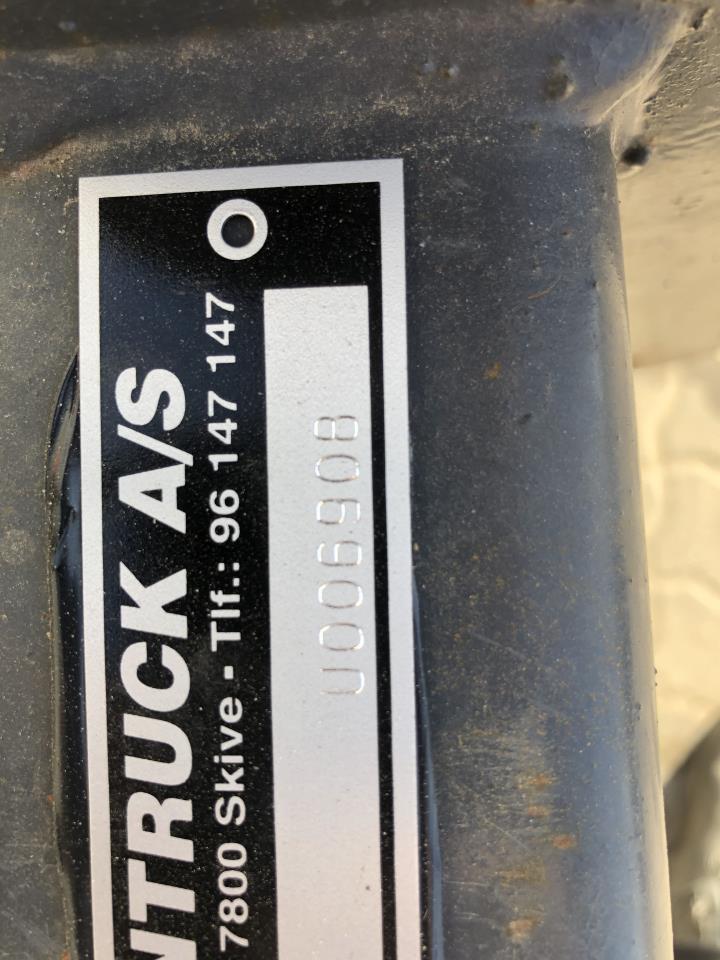 NTRUCK A/S
7800 Skive - Tlf.: 96 147 147
U006908